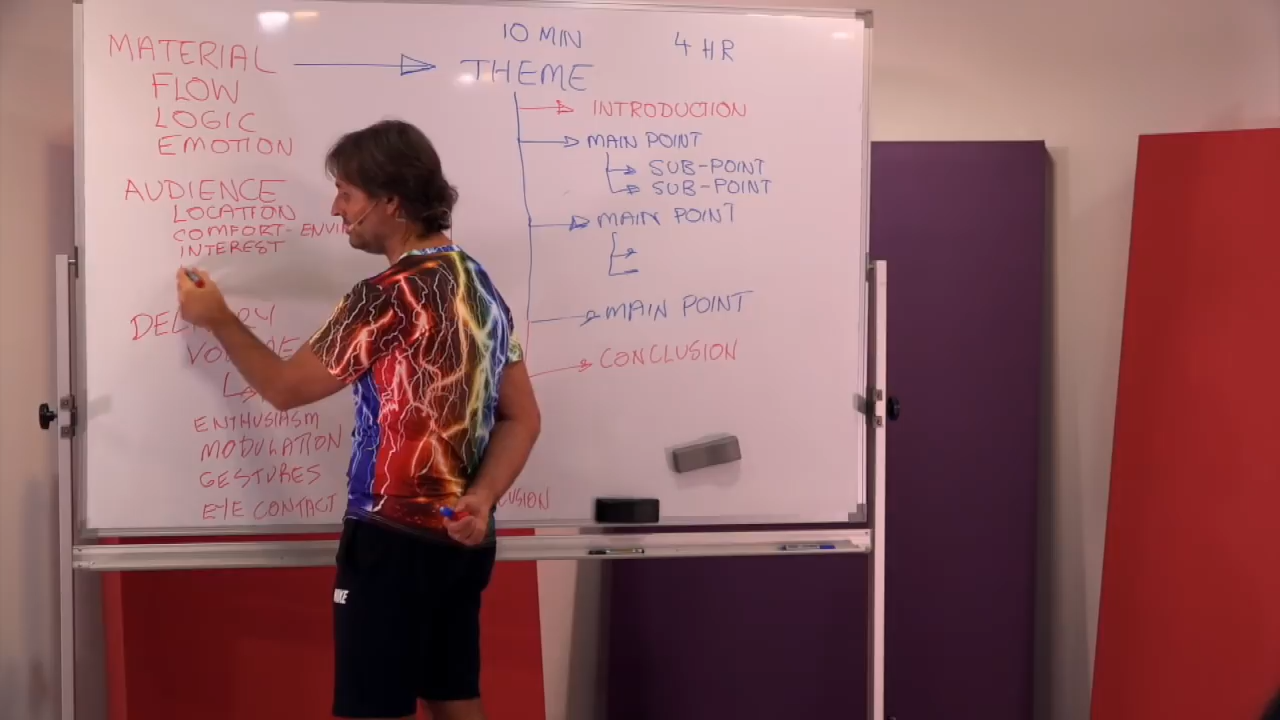 MATERIAL
FLOW
LOGIC
EMOTION
AUDIENCE
LOCATION
COMFORT-ENVI
INTEREST
ENTHUSIASM
MODULATION
GESTURES
EYE CONTACT
10 MIN
4 HR
THEME
INTRODUCTION
MAIN POINT
SUB-POINT
SUB-POINT
MAIN POINT
MAIN POINT
CONCLUSION
NIKE